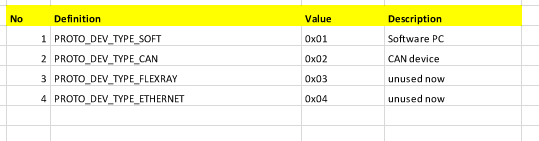 No Definition Value Description
1 PROTO_DEV_TYPE_SOFT 0x01 Software PC
2 PROTO_DEV_TYPE_CAN 0x02 CAN device
3 PROTO_DEV_TYPE_FLEXRAY 0x03 unused now
4 PROTO_DEV_TYPE_ETHERNET 0x04 unused now